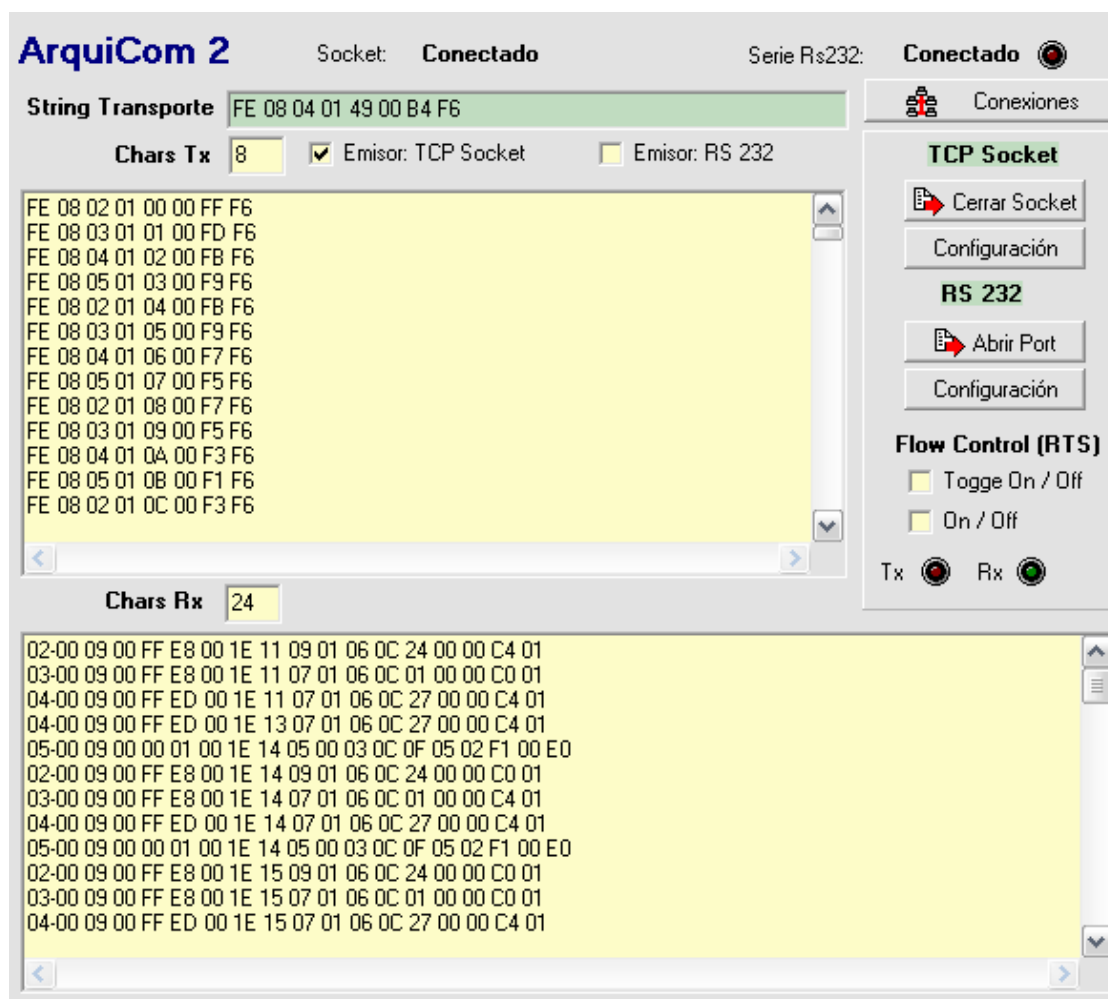 ArquiCom 2 Socket: Conectado Serie Rs232: Conectado
String Transporte FE 08 04 01 49 00 B4 F6 Conexiones
Chars Tx 8 Emisor: TCP Socket Emisor: RS 232 TCP Socket
Cerrar Socket
Configuración
RS 232
Abrir Port
Configuración
Flow Control (RTS)
Togge On / Off
On / Off
Tx Rx
FE 08 02 01 00 00 FF F6
FE 08 03 01 01 00 FD F6
FE 08 04 01 02 00 FB F6
FE 08 05 01 03 00 F9 F6
FE 08 02 01 04 00 FB F6
FE 08 03 01 05 00 F9 F6
FE 08 04 01 06 00 F7 F6
FE 08 05 01 07 00 F5 F6
FE 08 02 01 08 00 F7 F6
FE 08 03 01 09 00 F5 F6
FE 08 04 01 0A 00 F3 F6
FE 08 05 01 0B 00 F1 F6
FE 08 02 01 0C 00 F3 F6
Chars Rx 24
02-00 09 00 FF E8 00 1E 11 09 01 06 0C 24 00 00 C4 01
03-00 09 00 FF E8 00 1E 11 07 01 06 0C 01 00 00 C0 01
04-00 09 00 FF ED 00 1E 11 07 01 06 0C 27 00 00 C4 01
04-00 09 00 FF ED 00 1E 13 07 01 06 0C 27 00 00 C4 01
05-00 09 00 00 01 00 1E 14 05 00 03 0C 0F 05 02 F1 00 E0
02-00 09 00 FF E8 00 1E 14 09 01 06 0C 24 00 00 C0 01
03-00 09 00 FF E8 00 1E 14 07 01 06 0C 01 00 00 C4 01
04-00 09 00 FF ED 00 1E 14 07 01 06 0C 27 00 00 C4 01
05-00 09 00 00 01 00 1E 14 05 00 03 0C 0F 05 02 F1 00 E0
02-00 09 00 FF E8 00 1E 15 09 01 06 0C 24 00 00 C0 01
03-00 09 00 FF E8 00 1E 15 07 01 06 0C 01 00 00 C0 01
04-00 09 00 FF ED 00 1E 15 07 01 06 0C 27 00 00 C4 01